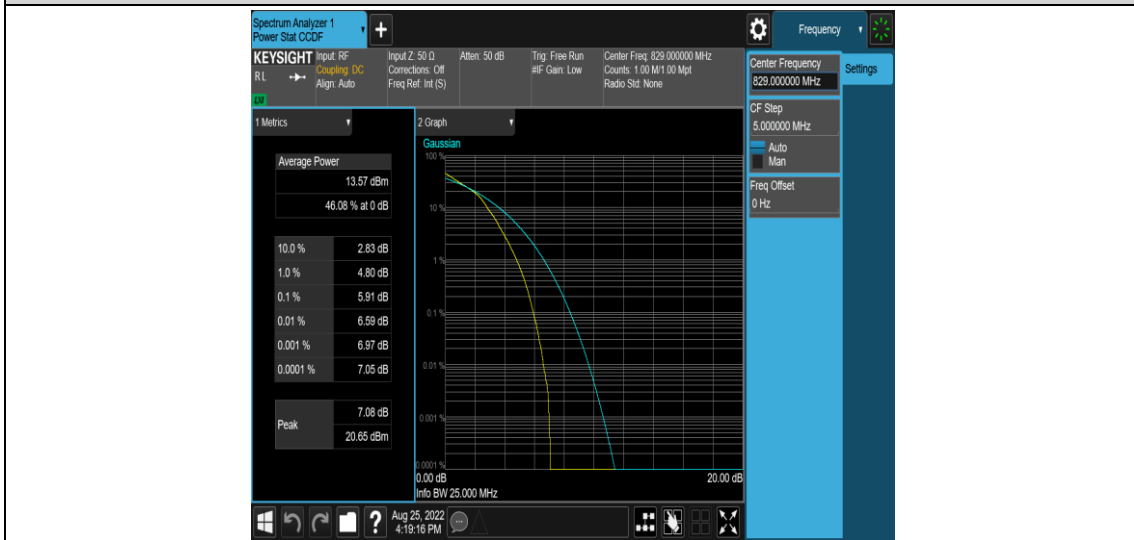 Spectrum Analyzer 1
Power Stat CCDF
+
Frequency
KEYSIGHT
RL
LXI
Input: RF
Coupling: DC
Align: Auto
Input Z: 50 Ω
Corrections: Off
Freq Ref: Int (S)
Atten: 50 dB
Trig: Free Run
#IF Gain: Low
Center Freq: 829.000000 MHz
Counts: 1.00 M/1.00 Mpt
Radio Std: None
Center Frequency
829.000000 MHz
Settings
CF Step
5.000000 MHz
Auto
Man
Freq Offset
0 Hz
1 Metrics
Average Power
13.57 dBm
46.08 % at 0 dB
10.0 % 2.83 dB
1.0 % 4.80 dB
0.1 % 5.91 dB
0.01 % 6.59 dB
0.001 % 6.97 dB
0.0001 % 7.05 dB
Peak 7.08 dB
20.65 dBm
2 Graph
Gaussian
100 %
10 %
1 %
0.1 %
0.01 %
0.001 %
0.0001 %
0.00 dB 20.00 dB
Info BW 25.000 MHz
?
Aug 25, 2022
4:19:16 PM